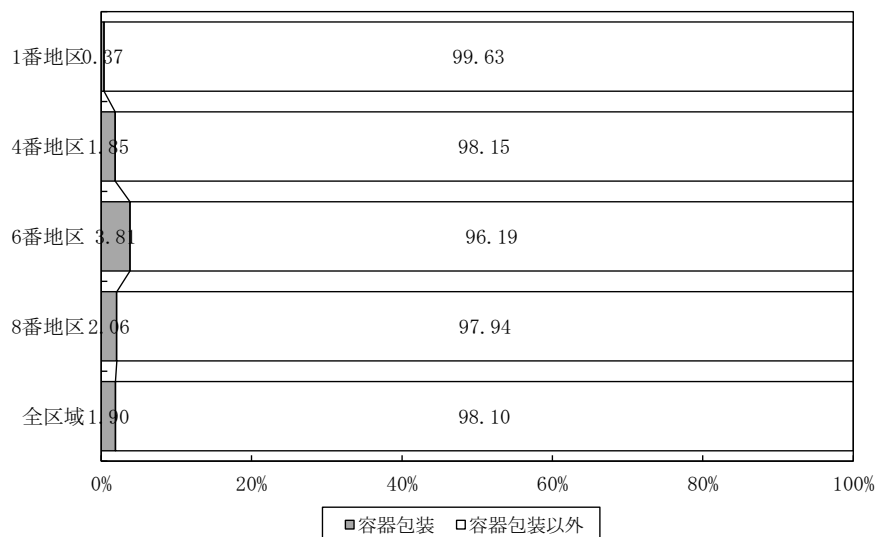 1番地区 0.37 99.63
4番地区 1.85 98.15
6番地区 3.81 96.19
8番地区 2.06 97.94
全区域 1.90 98.10
0% 20% 40% 60% 80% 100%
容器包装 容器包装以外